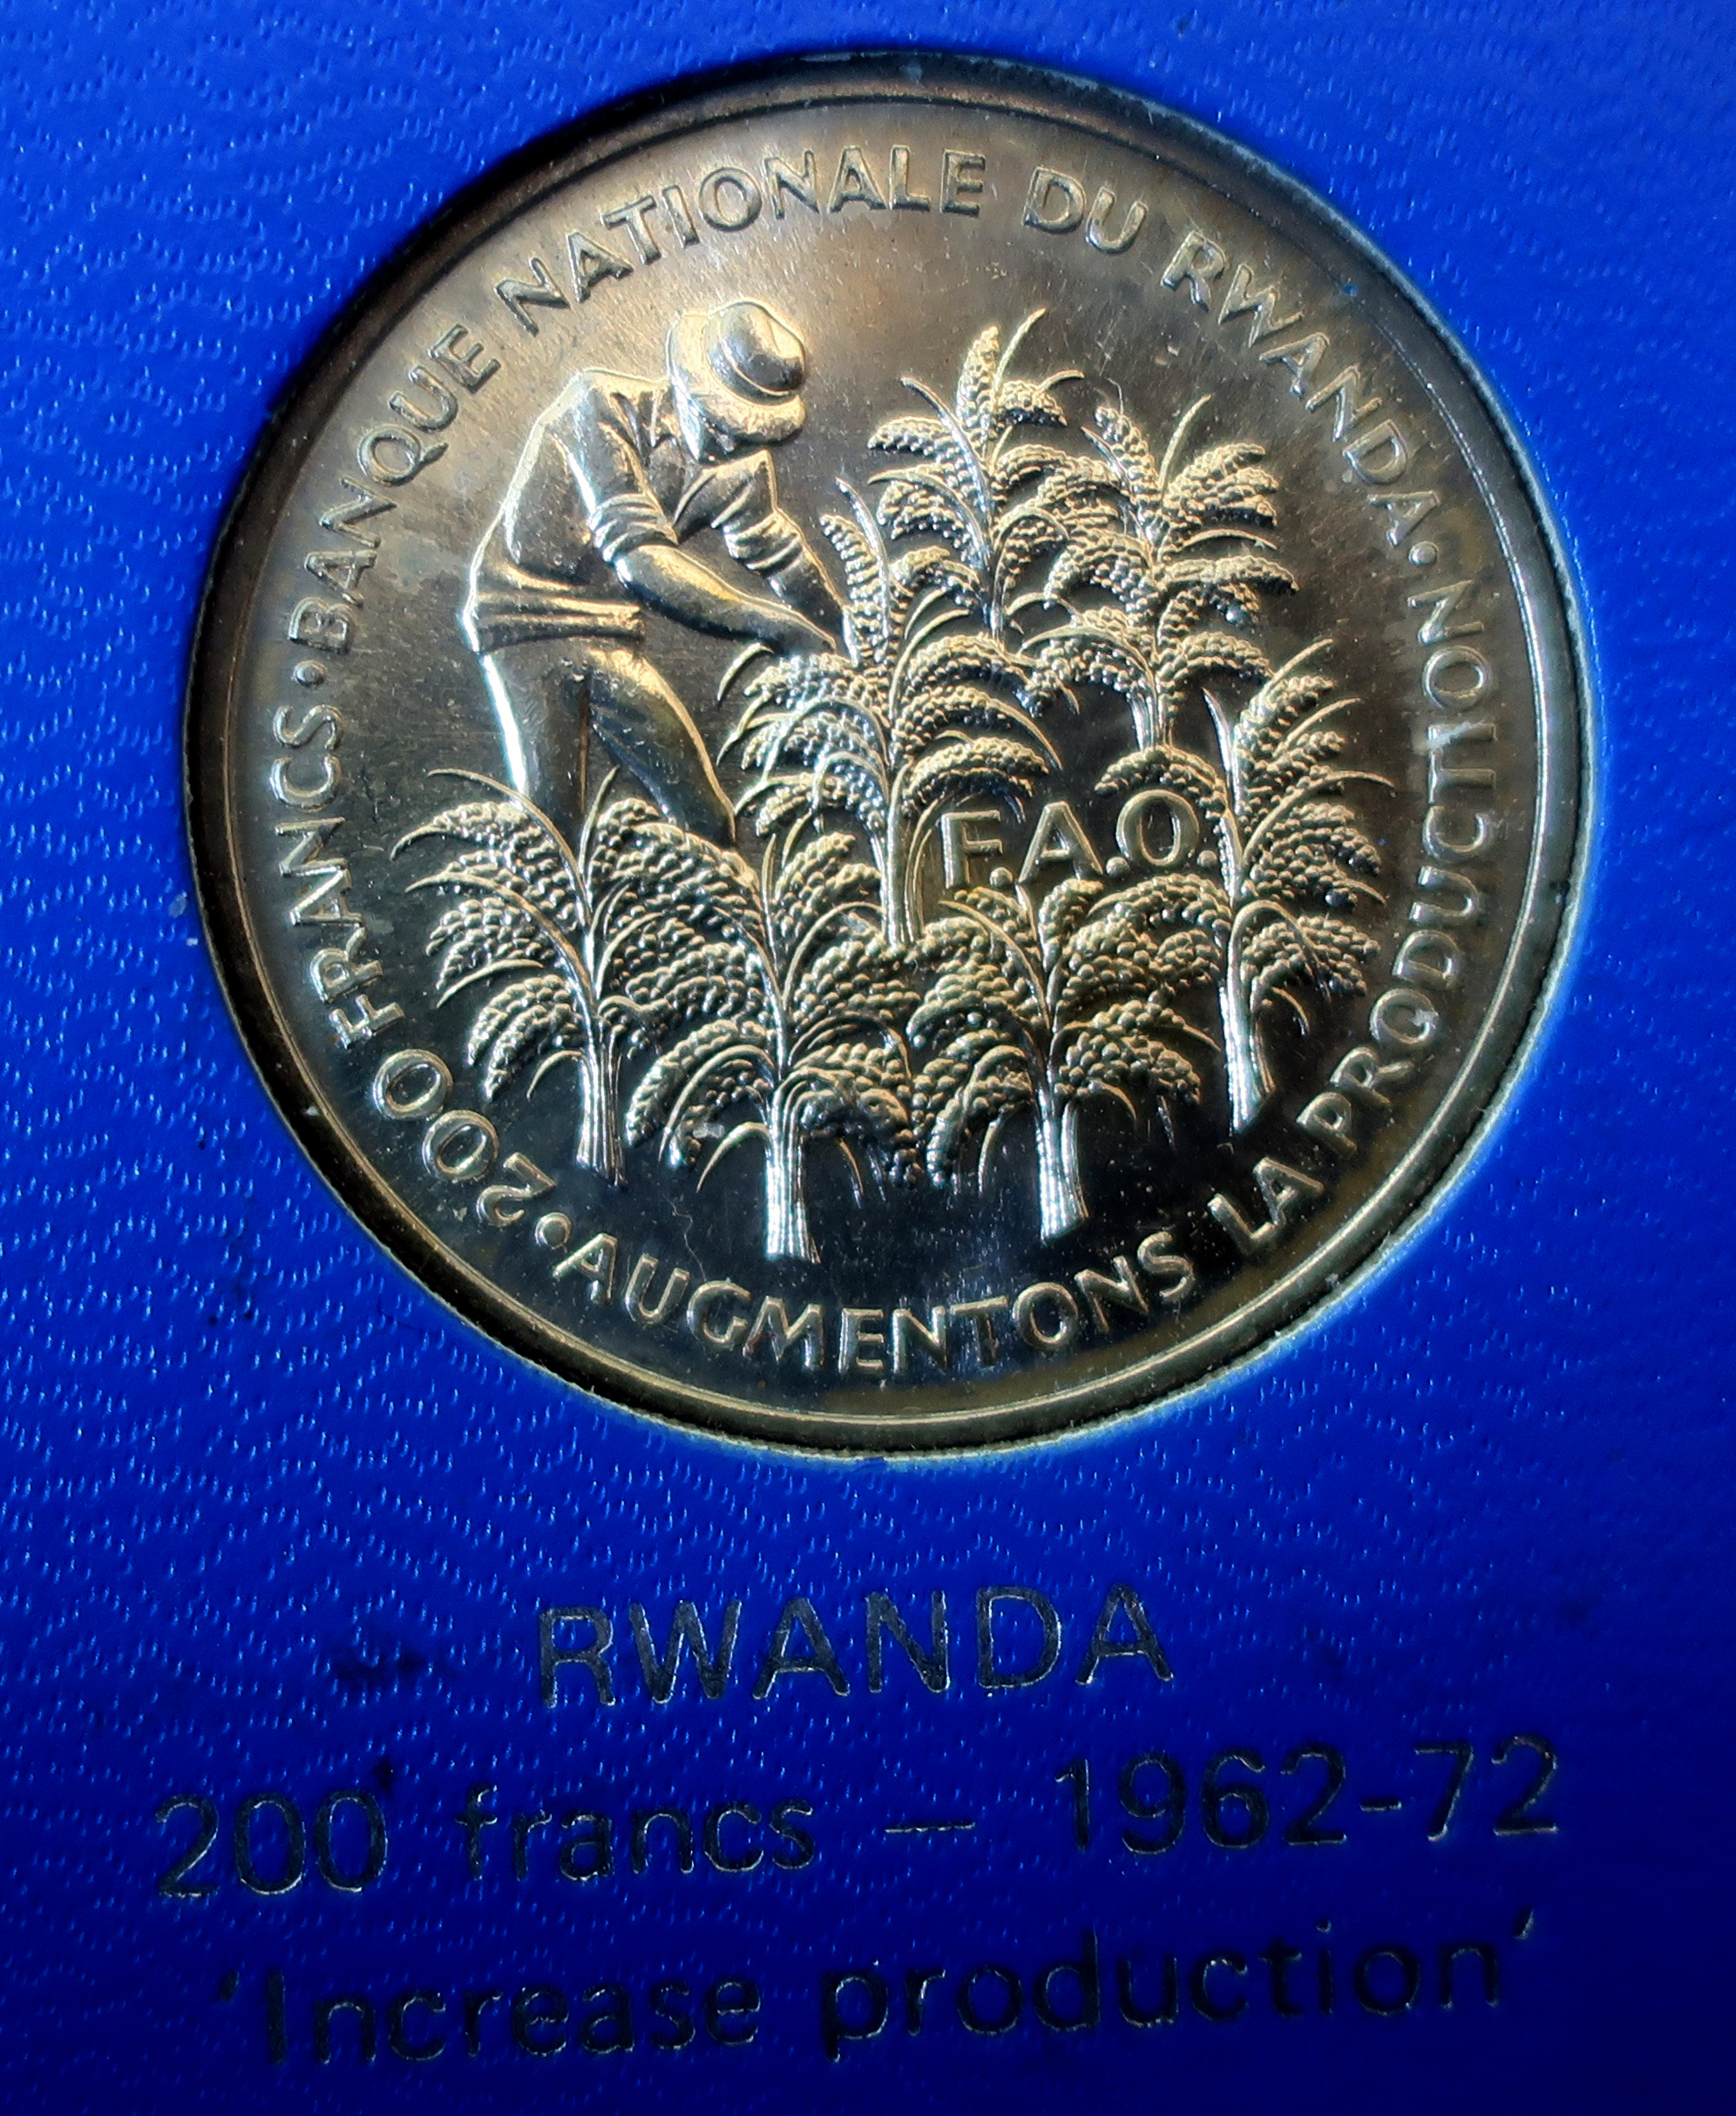 200 FRANCS • BANQUE NATIONALE DU RWANDA • AUGMENTONS LA PRODUCTION
F.A.O.
RWANDA
200 francs — 1962-72
'Increase production'